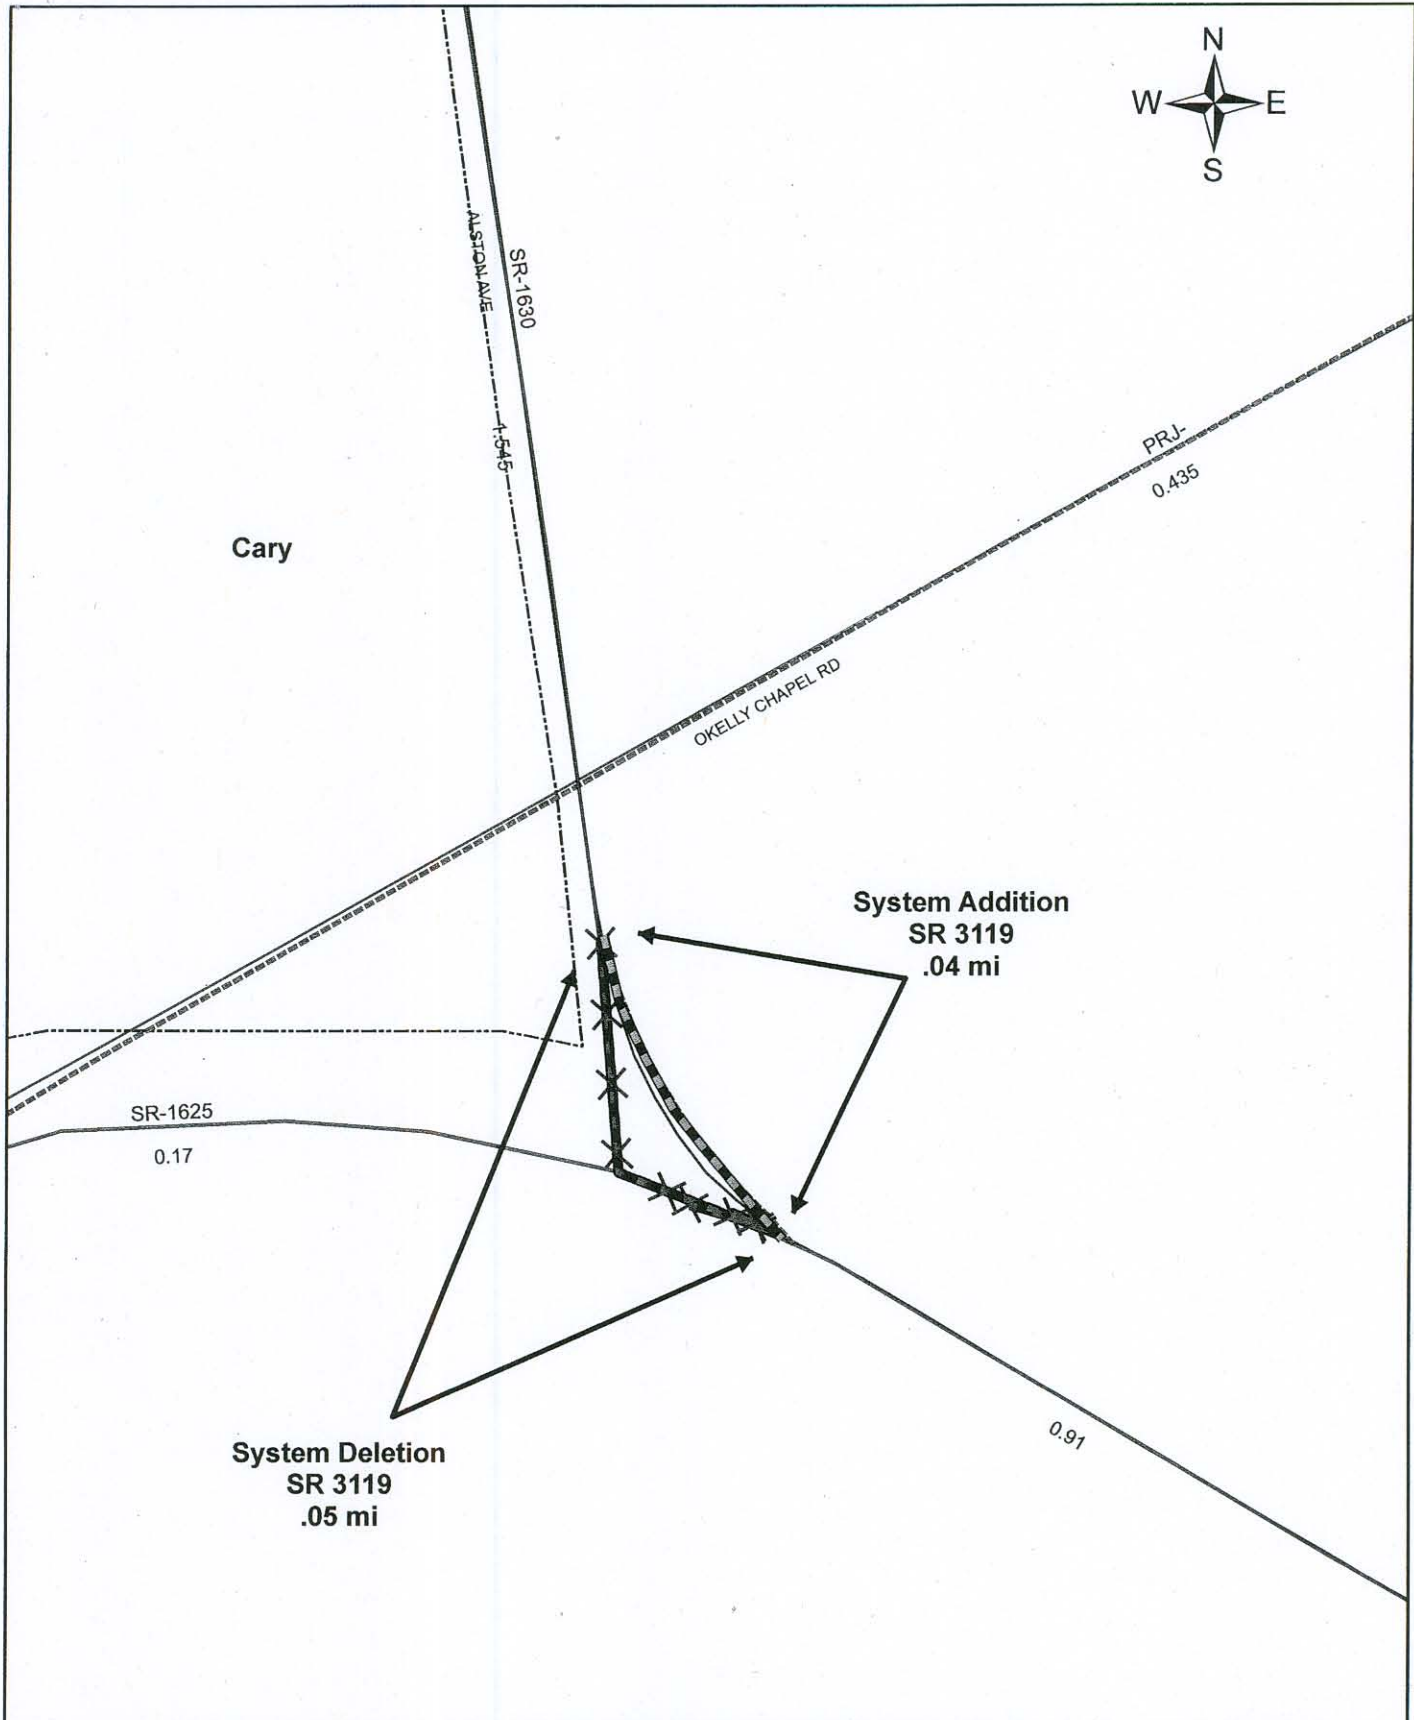 N
W E
S
ALSTON AVE
SR-1630
1.545
PRJ-
0.435
Cary
OKELLY CHAPEL RD
System Addition
SR 3119
.04 mi
SR-1625
0.17
0.91
System Deletion
SR 3119
.05 mi